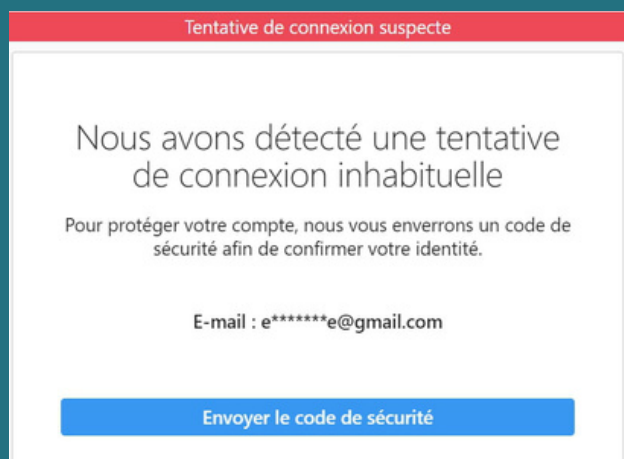 Tentative de connexion suspecte
Nous avons détecté une tentative
de connexion inhabituelle
Pour protéger votre compte, nous vous enverrons un code de
sécurité afin de confirmer votre identité.
E-mail : e*******e@gmail.com
Envoyer le code de sécurité